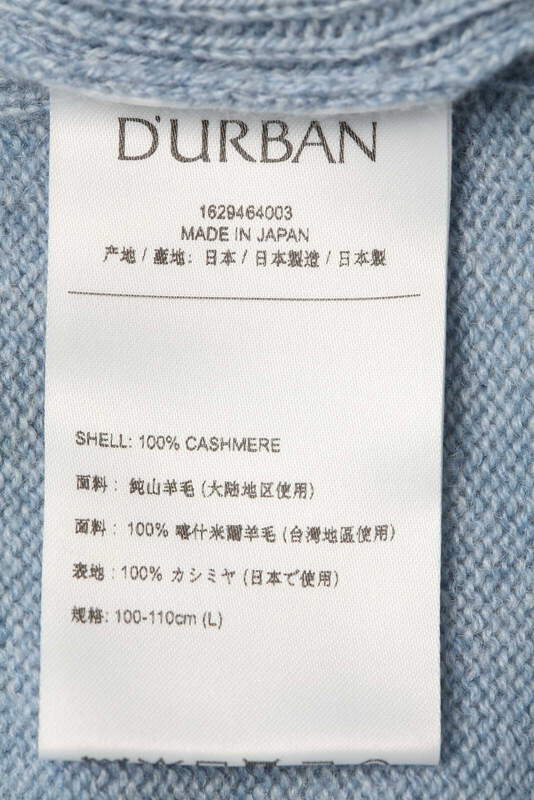 D'URBAN
1629464003
MADE IN JAPAN
产地 / 產地: 日本 / 日本製造 / 日本製
SHELL: 100% CASHMERE
面料: 纯山羊毛 (大陆地区使用)
面料: 100% 喀什米爾羊毛 (台灣地區使用)
表地: 100% カシミヤ (日本で使用)
规格: 100-110cm (L)